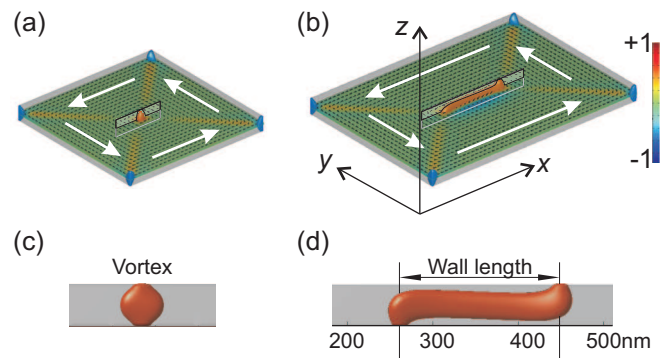 (a)
(b)
z
+1
-1
y
x
(c)
(d)
Vortex
Wall length
200
300
400
500nm